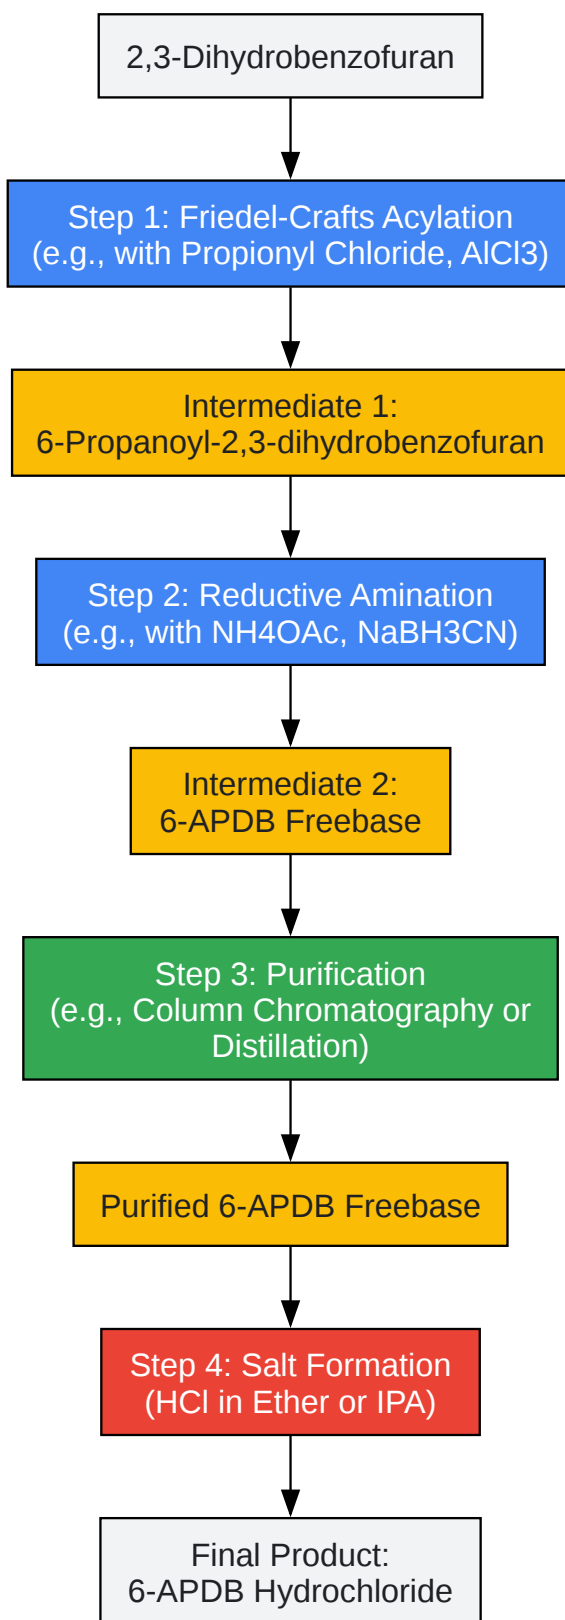 2,3-Dihydrobenzofuran
Step 1: Friedel-Crafts Acylation
(e.g., with Propionyl Chloride, AlCl3)
Intermediate 1:
6-Propanoyl-2,3-dihydrobenzofuran
Step 2: Reductive Amination
(e.g., with NH4OAc, NaBH3CN)
Intermediate 2:
6-APDB Freebase
Step 3: Purification
(e.g., Column Chromatography or
Distillation)
Purified 6-APDB Freebase
Step 4: Salt Formation
(HCl in Ether or IPA)
Final Product:
6-APDB Hydrochloride